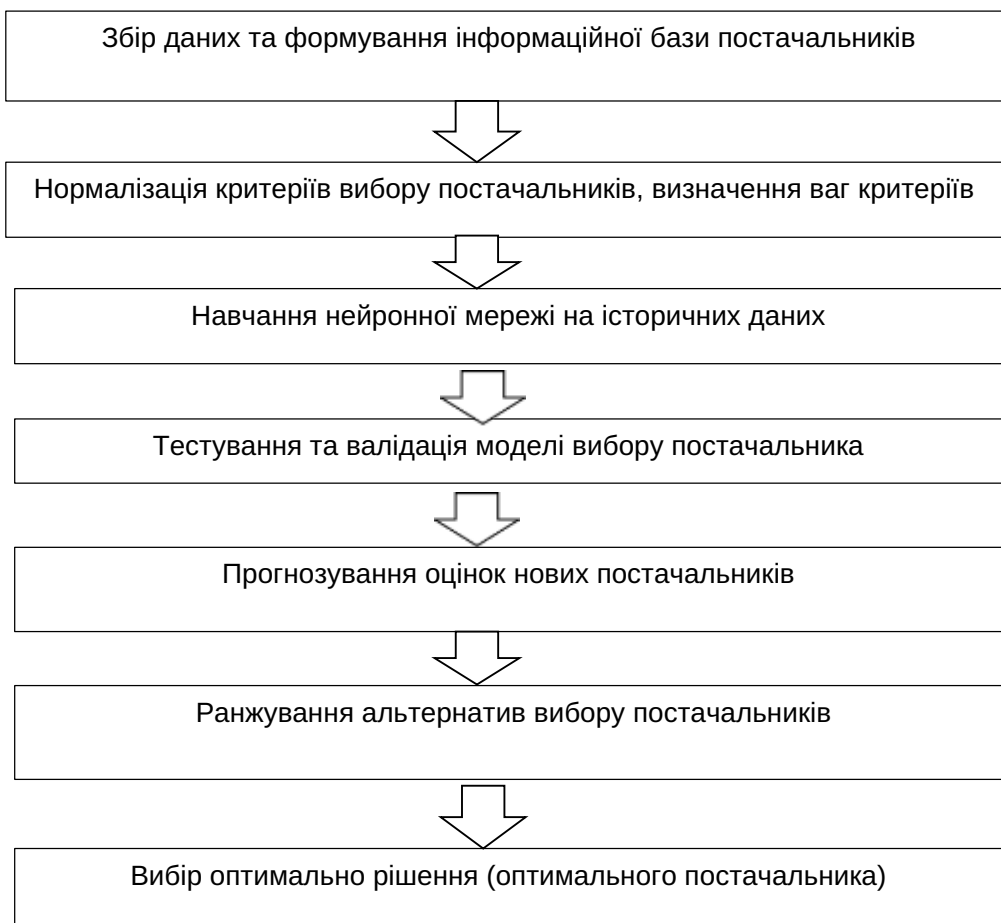 Збір даних та формування інформаційної бази постачальників
Нормалізація критеріїв вибору постачальників, визначення ваг критеріїв
Навчання нейронної мережі на історичних даних
Тестування та валідація моделі вибору постачальника
Прогнозування оцінок нових постачальників
Ранжування альтернатив вибору постачальників
Вибір оптимально рішення (оптимального постачальника)